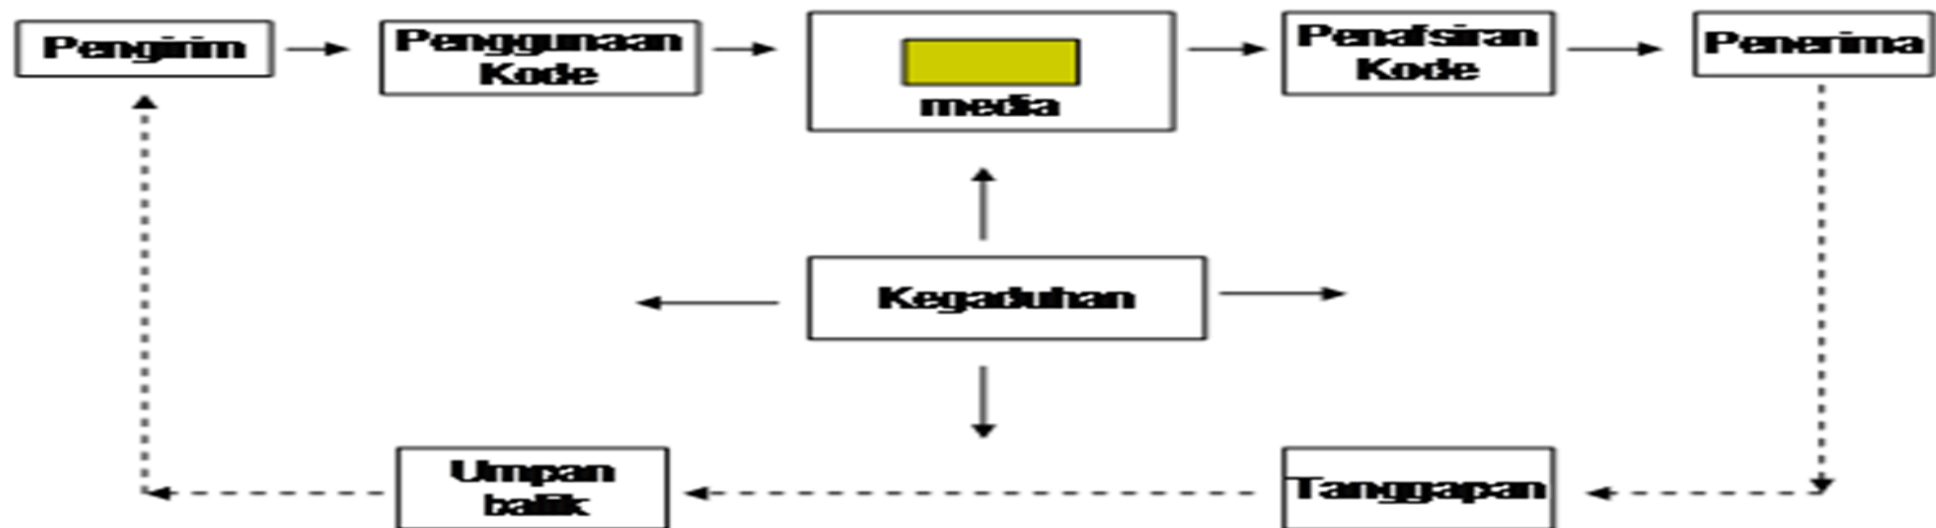 Pengirim
Penggunaan
Kode
media
Penafsiran
Kode
Penerima
Kegaduhan
Umpan
balik
Tanggapan